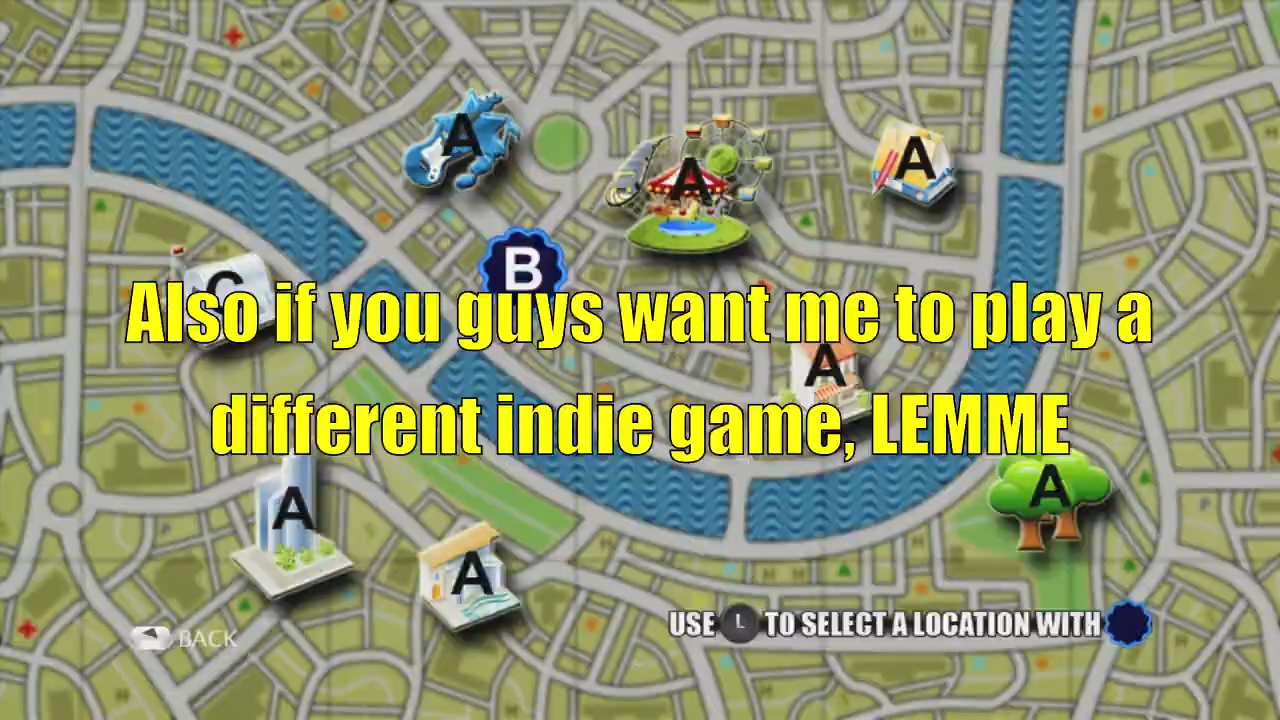 A
A
A
B
C
Also if you guys want me to play a
A
different indie game, LEMME
A
A
A
USE L TO SELECT A LOCATION WITH
BACK